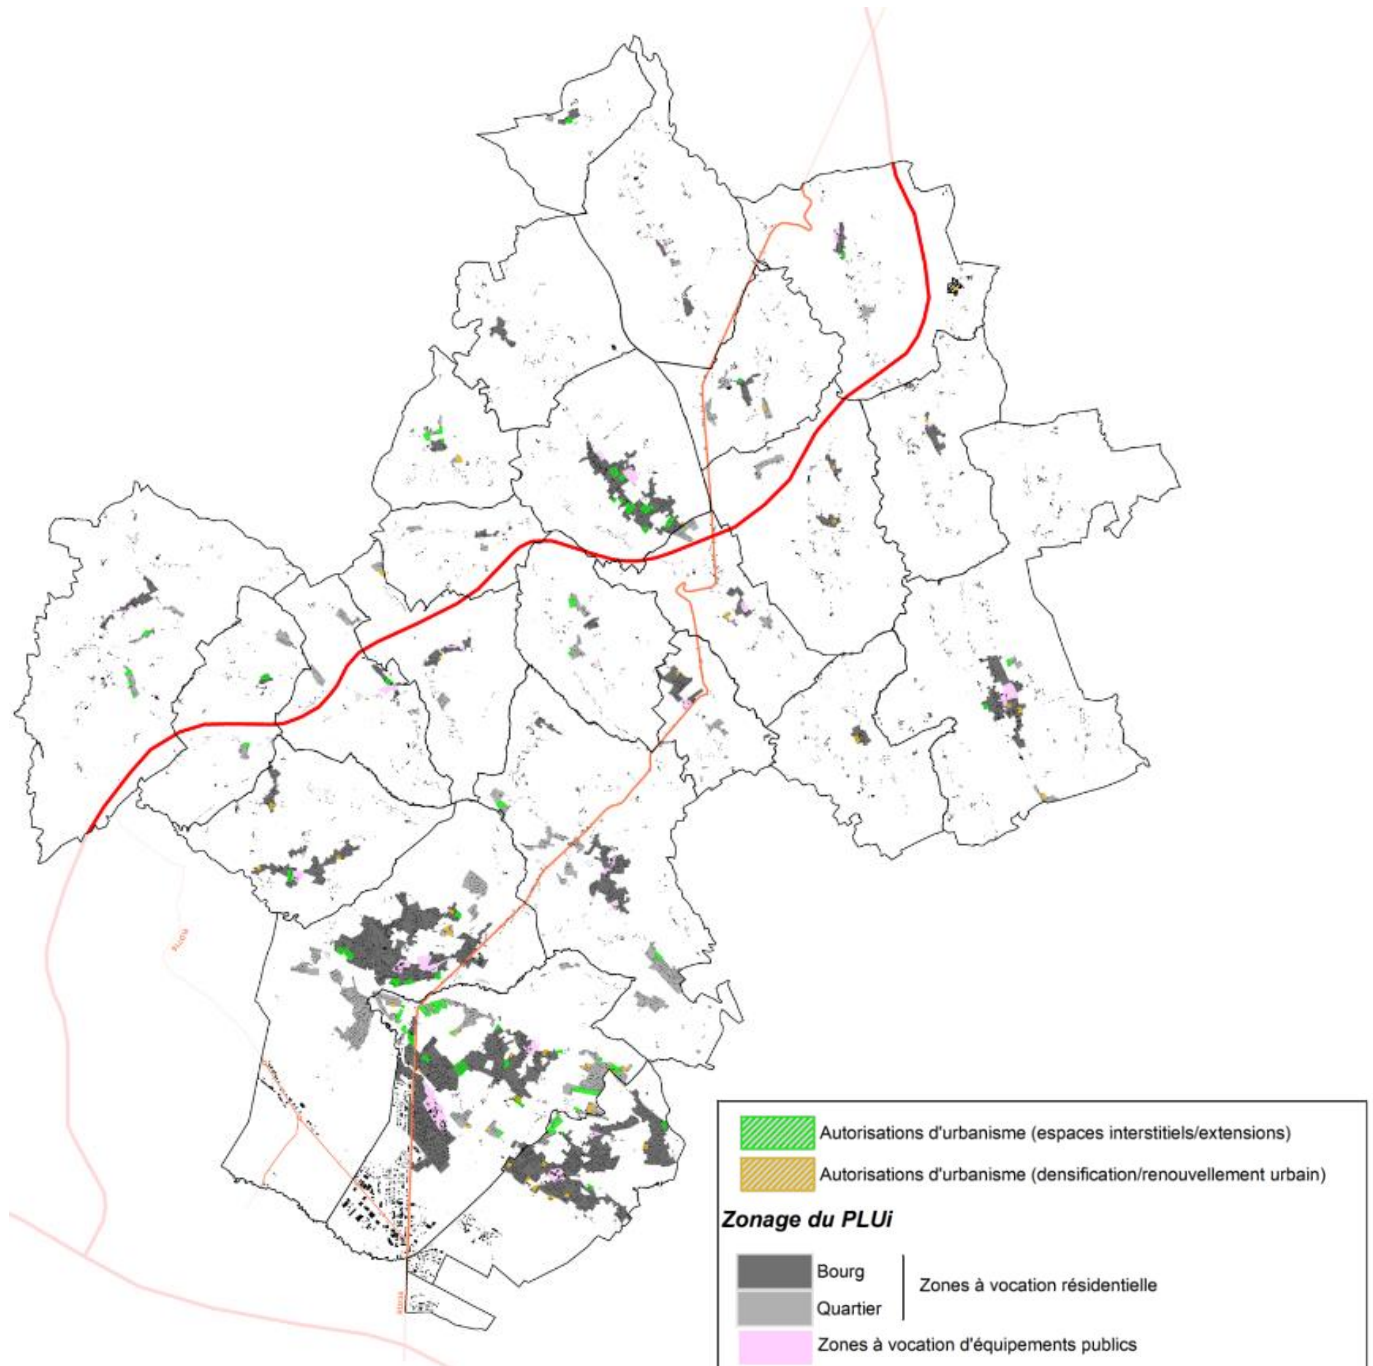 Autorisations d'urbanisme (espaces interstitiels/extensions)
Autorisations d'urbanisme (densification/renouvellement urbain)
Zonage du PLUi
Bourg
Zones à vocation résidentielle
Quartier
Zones à vocation d'équipements publics